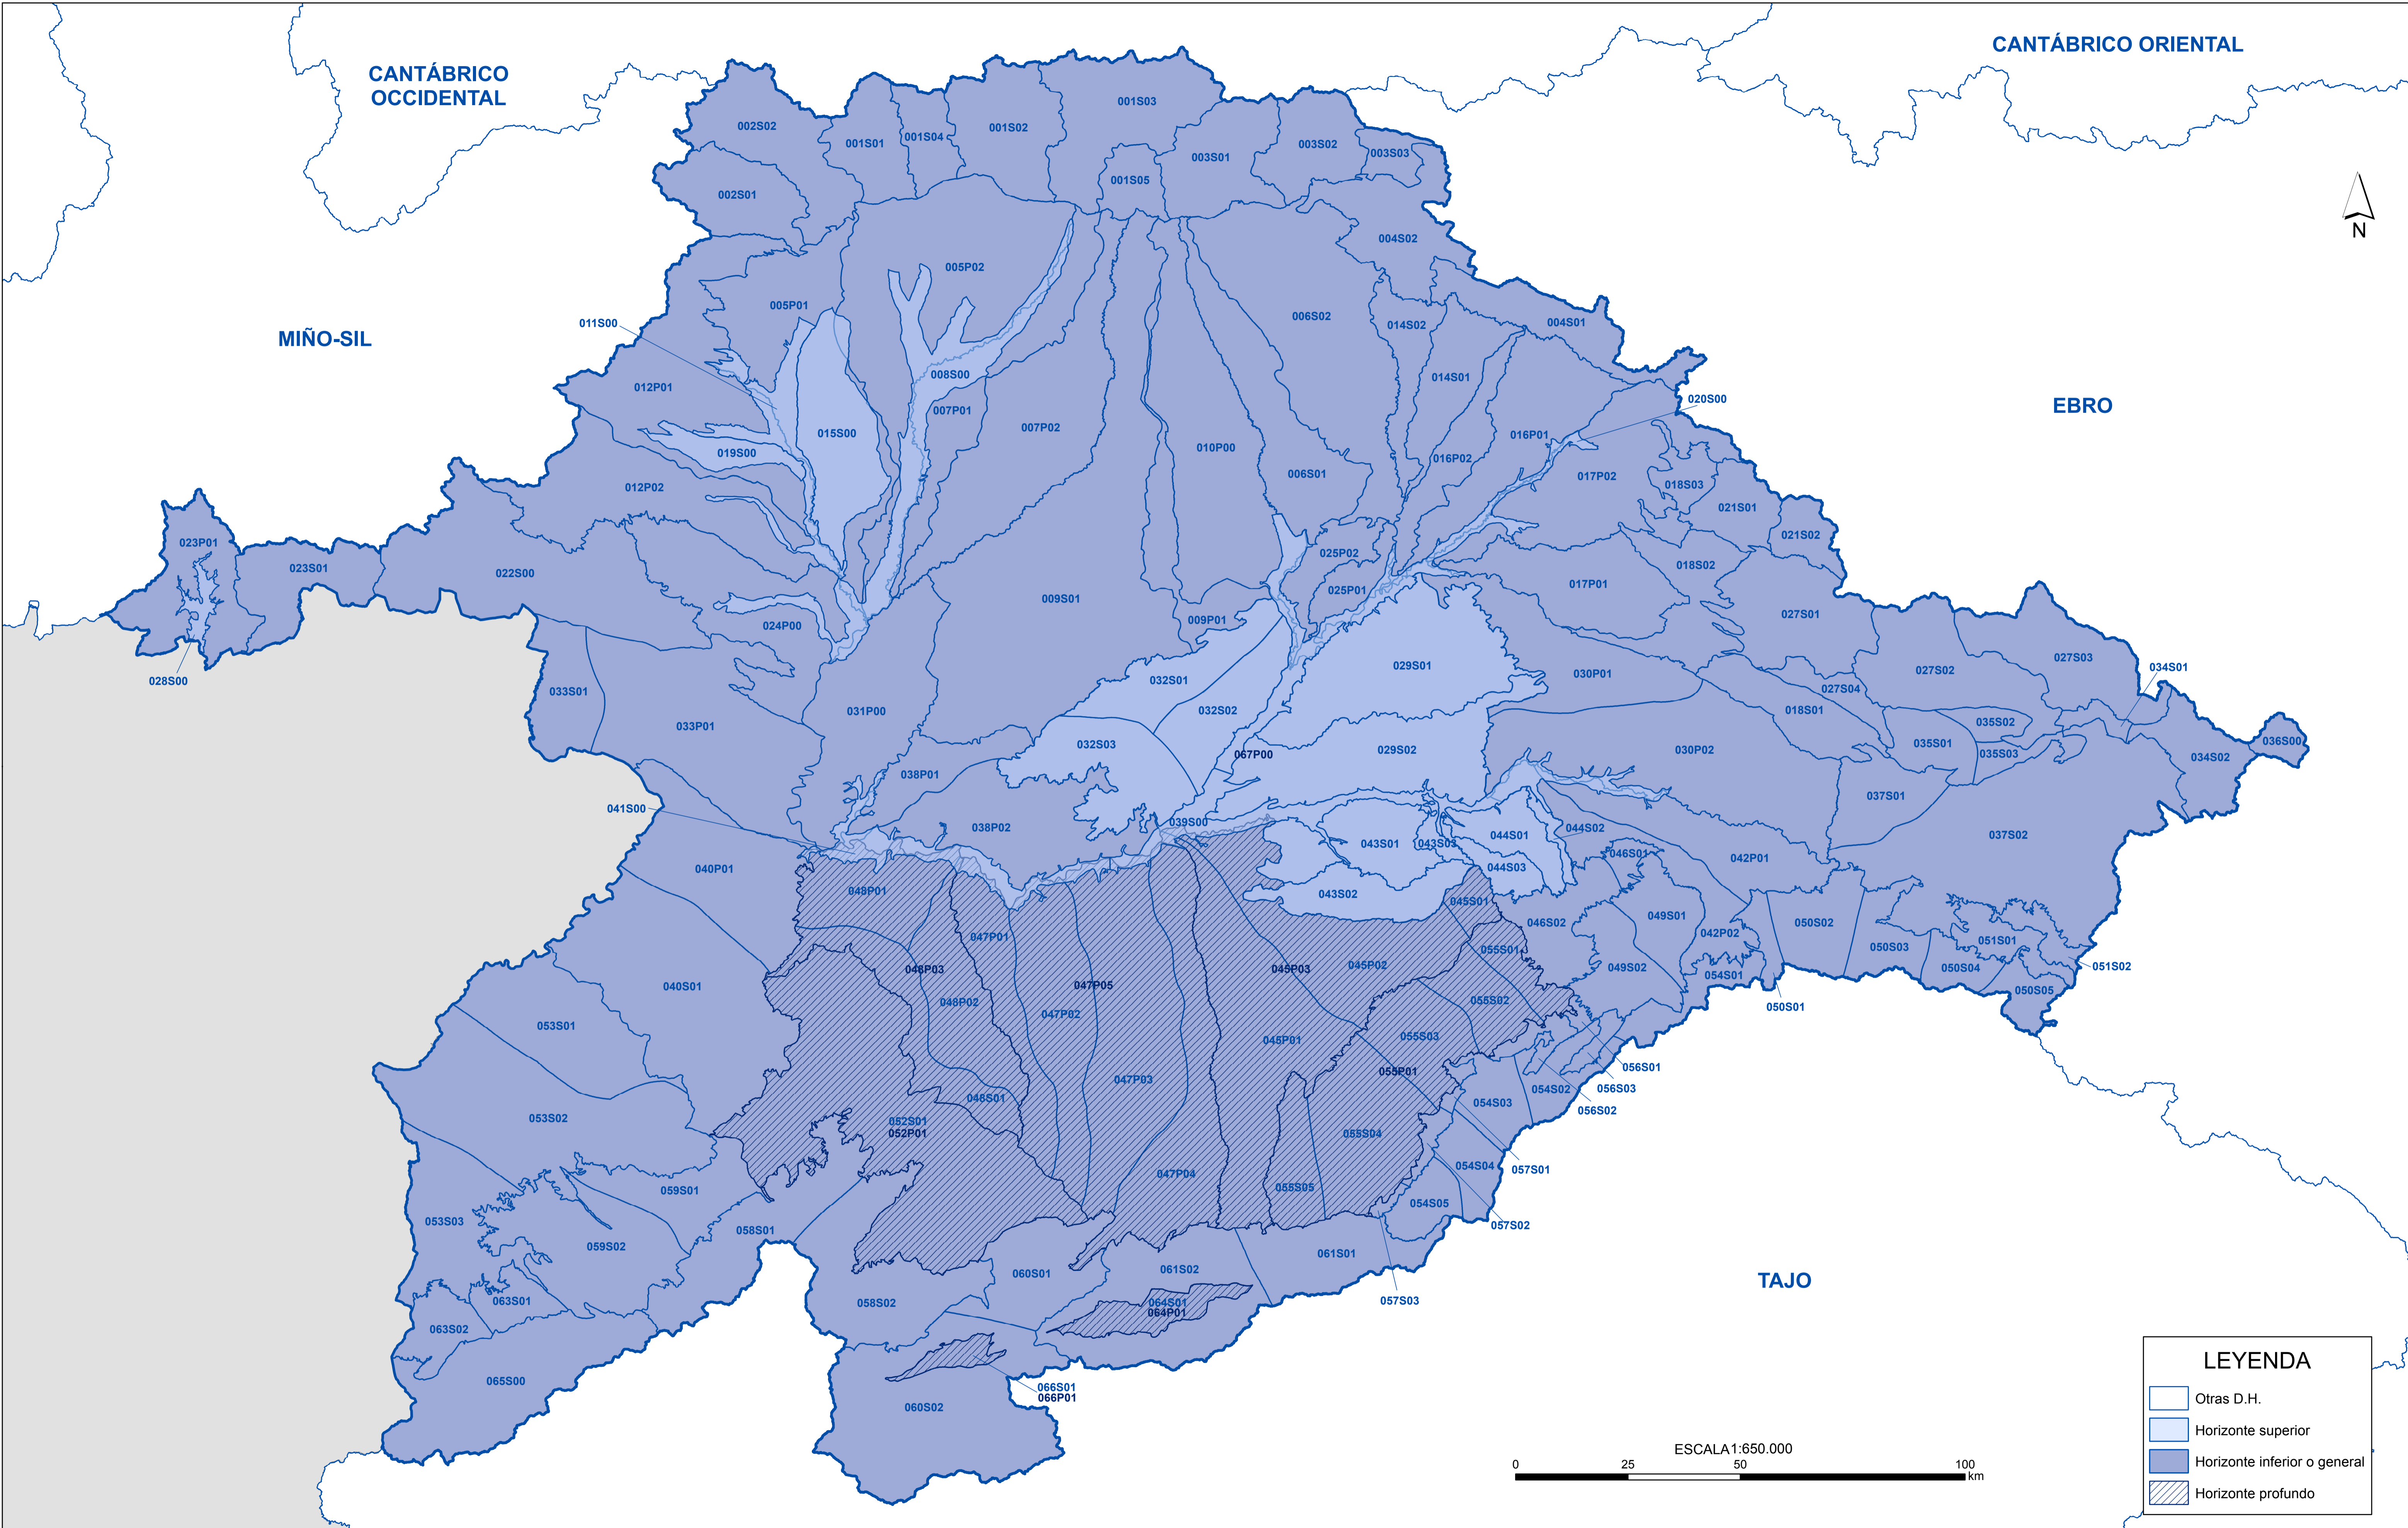 CANTÁBRICO ORIENTAL
CANTÁBRICO
OCCIDENTAL
001S03
002S02
001S02
001S04
001S01
003S02
003S03
003S01
001S05
002S01
004S02
N
005P02
005P01
006S02
011S00
014S02
004S01
MIÑO-SIL
008S00
014S01
012P01
020S00
EBRO
007P01
007P02
015S00
016P01
010P00
019S00
016P02
006S01
017P02
018S03
012P02
021S01
021S02
023P01
025P02
018S02
023S01
022S00
017P01
025P01
009S01
027S01
009P01
024P00
027S03
029S01
034S01
027S02
030P01
028S00
032S01
027S04
033S01
018S01
032S02
031P00
035S02
033P01
036S00
035S01
032S03
029S02
030P02
067P00
035S03
034S02
038P01
037S01
041S00
039S00
038P02
044S02
044S01
037S02
043S01
043S03
046S01
042P01
040P01
044S03
048P01
043S02
045S01
049S01
046S02
050S02
042P02
047P01
051S01
050S03
055S01
045P02
048P03
045P03
049S02
050S04
051S02
054S01
047P05
040S01
050S05
055S02
048P02
050S01
047P02
053S01
055S03
045P01
056S01
055P01
047P03
056S03
054S02
048S01
054S03
056S02
053S02
052S01
052P01
055S04
054S04
057S01
047P04
055S05
059S01
054S05
053S03
057S02
058S01
059S02
061S01
061S02
060S01
TAJO
063S01
057S03
058S02
064S01
064P01
063S02
065S00
066S01
066P01
060S02
LEYENDA
Otras D.H.
Horizonte superior
Horizonte inferior o general
Horizonte profundo
ESCALA 1:650.000
0 25 50 100
km